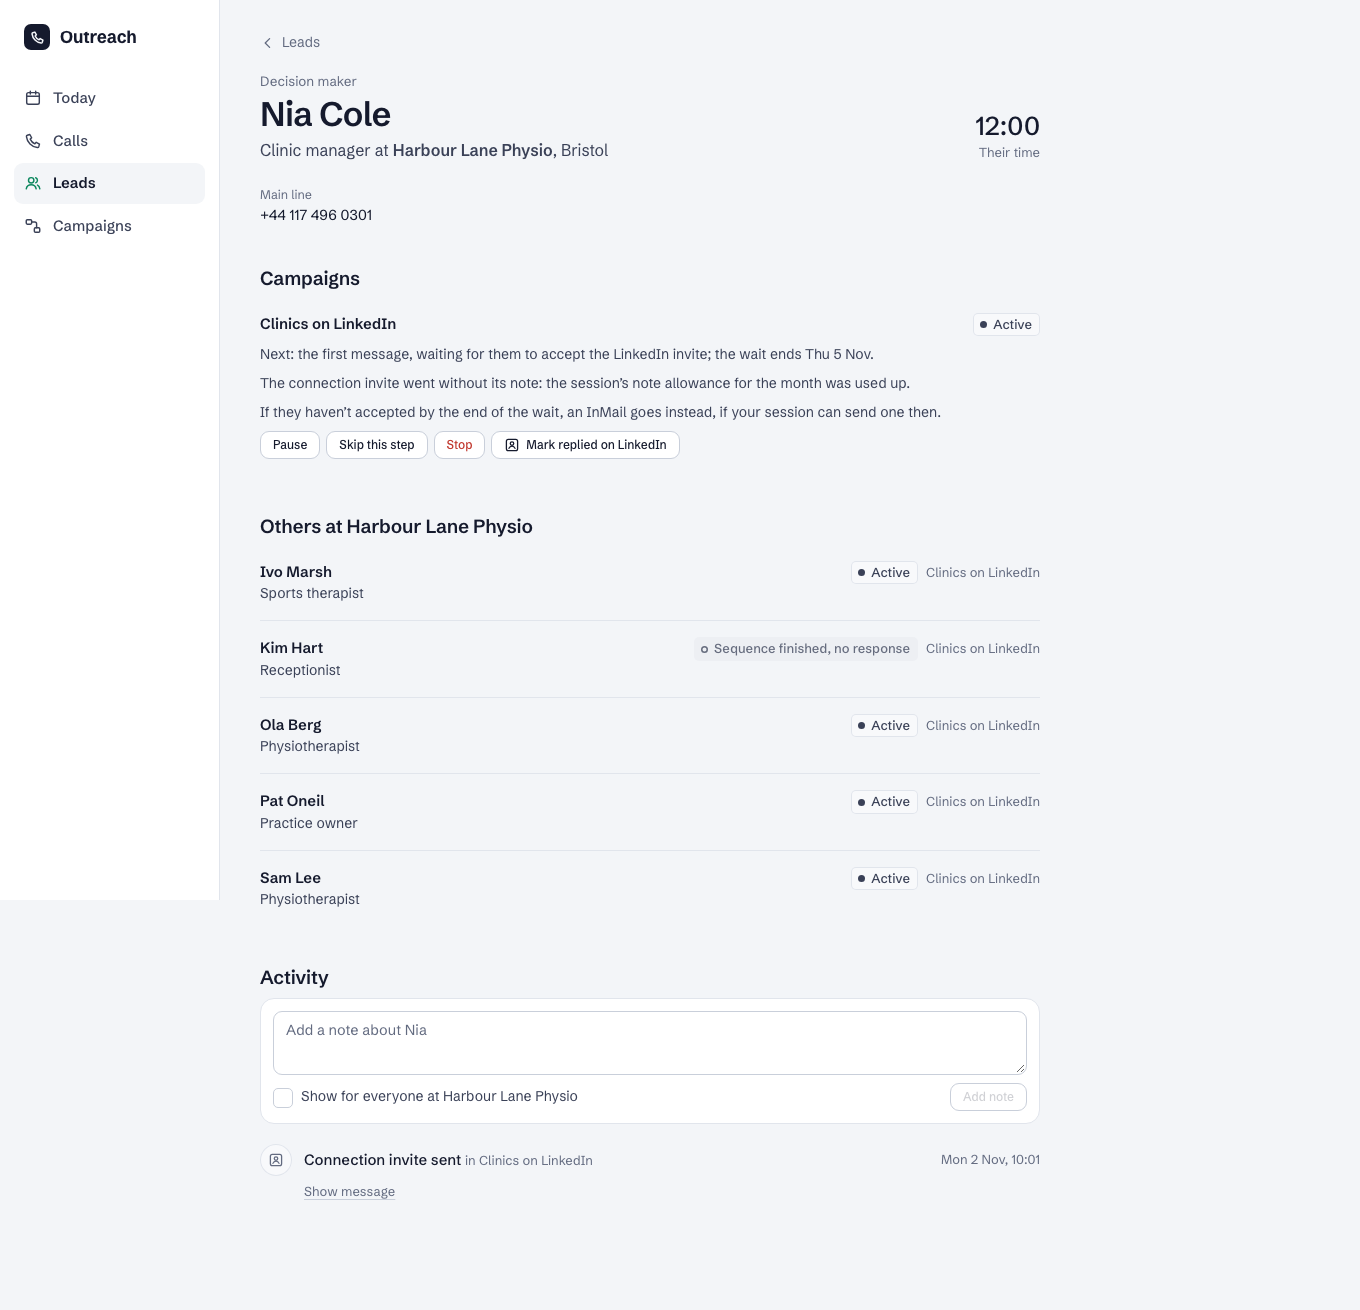 Outreach
Today
Calls
Leads
Campaigns
Leads
Decision maker
Nia Cole
Clinic manager at Harbour Lane Physio, Bristol
12:00
Their time
Main line
+44 117 496 0301
Campaigns
Clinics on LinkedIn
Active
Next: the first message, waiting for them to accept the LinkedIn invite; the wait ends Thu 5 Nov.
The connection invite went without its note: the session’s note allowance for the month was used up.
If they haven’t accepted by the end of the wait, an InMail goes instead, if your session can send one then.
Pause
Skip this step
Stop
Mark replied on LinkedIn
Others at Harbour Lane Physio
Ivo Marsh
Active
Clinics on LinkedIn
Sports therapist
Kim Hart
Sequence finished, no response
Clinics on LinkedIn
Receptionist
Ola Berg
Active
Clinics on LinkedIn
Physiotherapist
Pat Oneil
Active
Clinics on LinkedIn
Practice owner
Sam Lee
Active
Clinics on LinkedIn
Physiotherapist
Activity
Add a note about Nia
Show for everyone at Harbour Lane Physio
Add note
Connection invite sent in Clinics on LinkedIn
Mon 2 Nov, 10:01
Show message